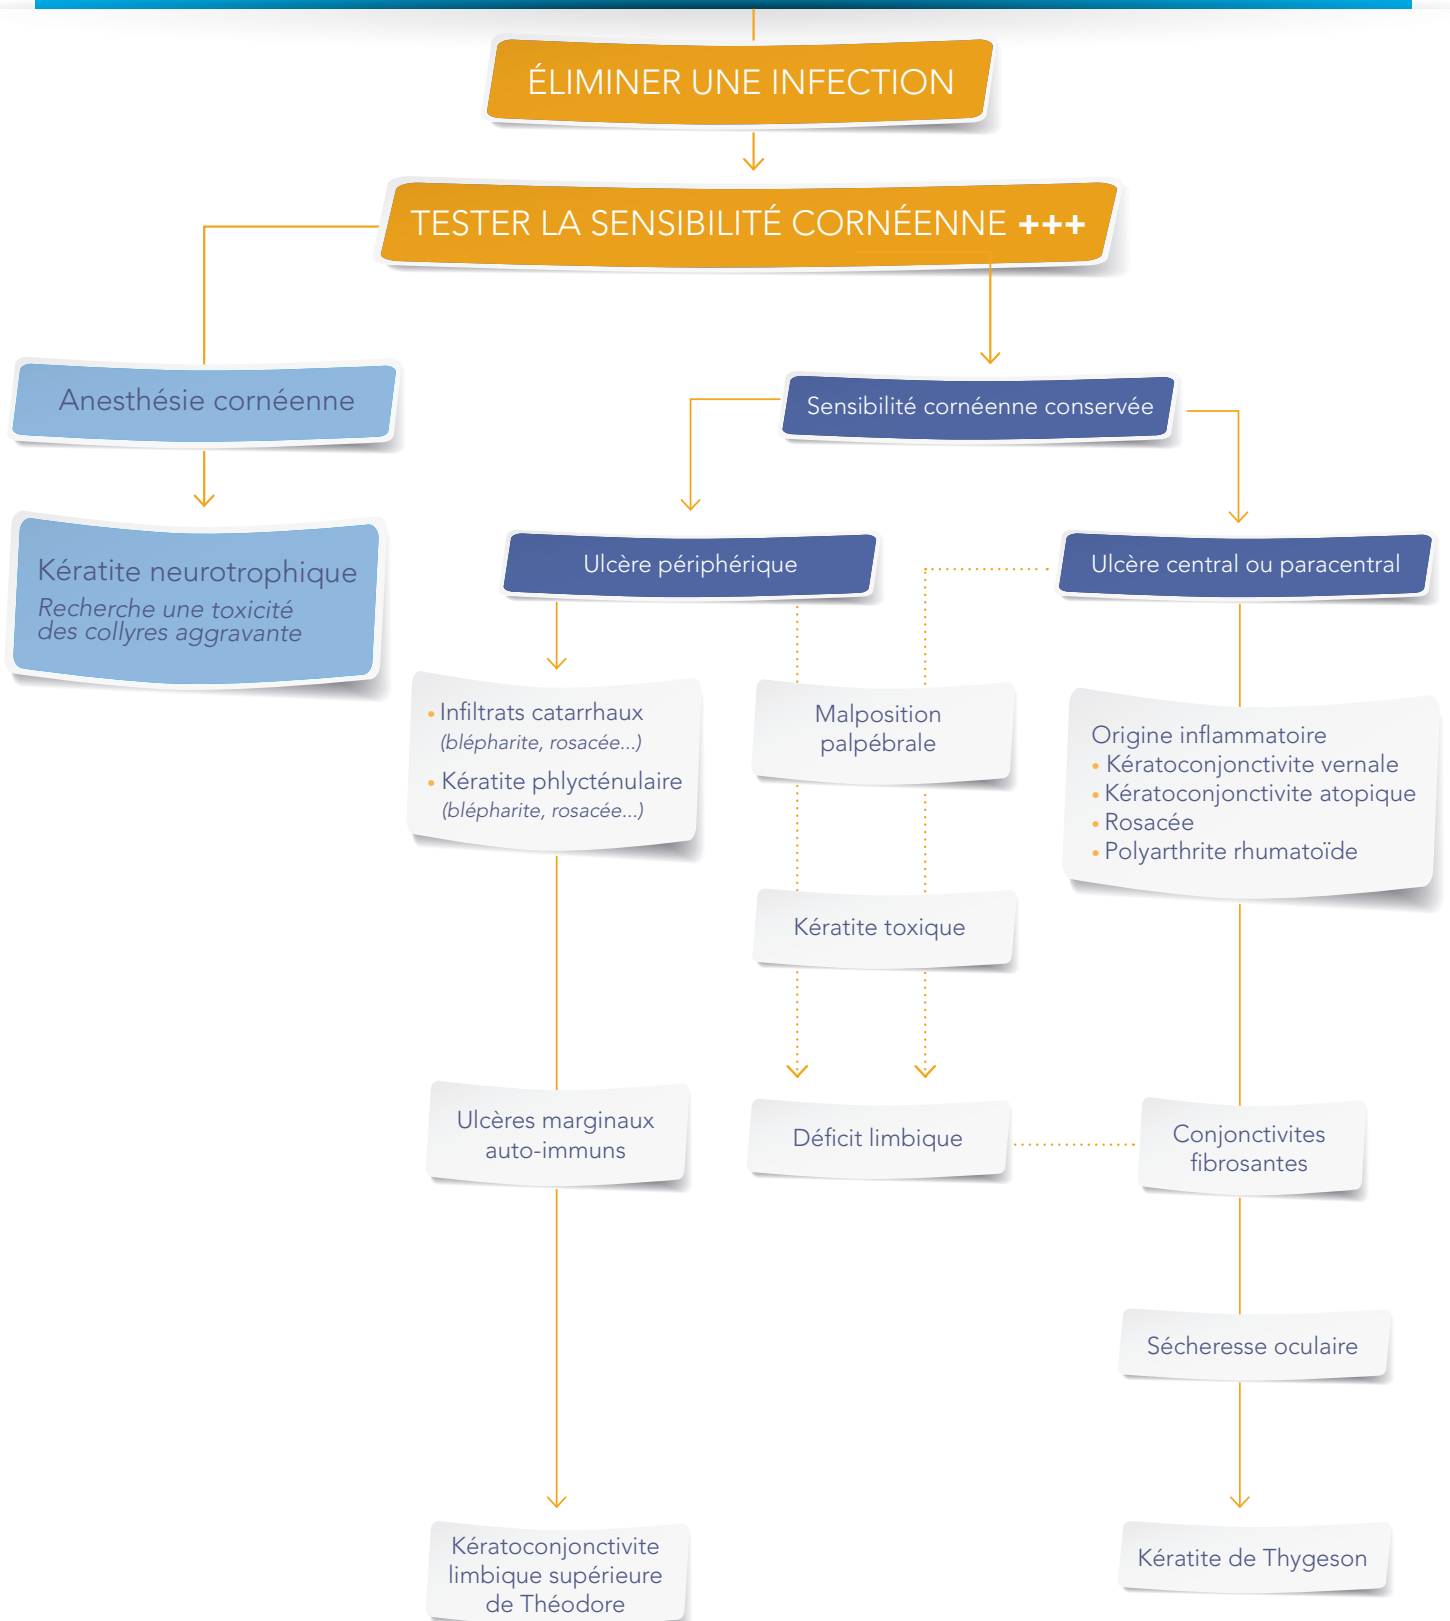 ÉLIMINER UNE INFECTION
TESTER LA SENSIBILITÉ CORNÉENNE +++
Anesthésie cornéenne
Sensibilité cornéenne conservée
Kératite neurotrophique
Recherche une toxicité
des collyres aggravante
Ulcère périphérique
Ulcère central ou paracentral
• Infiltrats catarrhaux
(blépharite, rosacée...)
• Kératite phlycténulaire
(blépharite, rosacée...)
Malposition
palpébrale
Origine inflammatoire
• Kératoconjonctivite vernale
• Kératoconjonctivite atopique
• Rosacée
• Polyarthrite rhumatoïde
Kératite toxique
Ulcères marginaux
auto-immuns
Déficit limbique
Conjonctivites
fibrosantes
Sécheresse oculaire
Kératoconjonctivite
limbique supérieure
de Théodore
Kératite de Thygeson